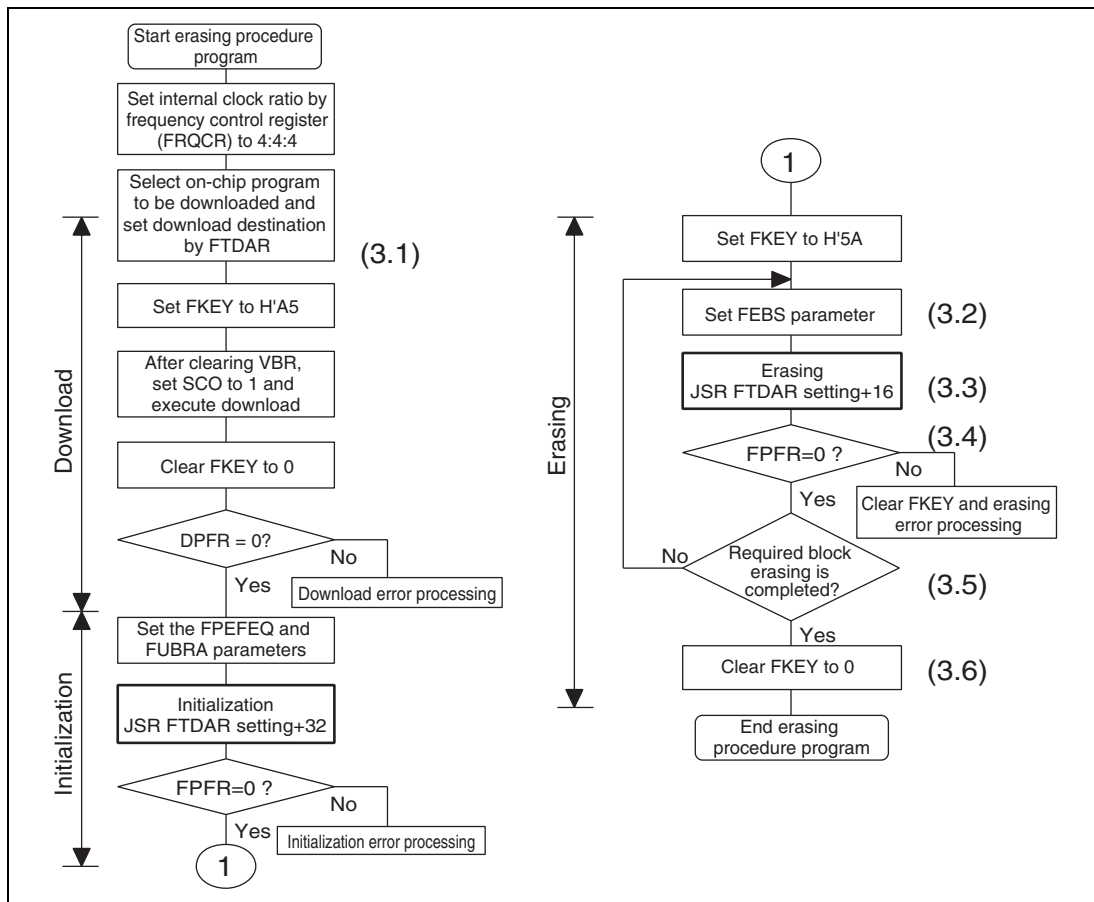 Start erasing procedure
program
Set internal clock ratio by
frequency control register
(FRQCR) to 4:4:4
Select on-chip program
to be downloaded and
set download destination
by FTDAR
(3.1)
Set FKEY to H'A5
After clearing VBR,
set SCO to 1 and
execute download
Clear FKEY to 0
DPFR = 0?
No
Yes
Download error processing
Download
Set the FPEFEQ and
FUBRA parameters
Initialization
JSR FTDAR setting+32
FPFR=0 ?
No
Yes
Initialization error processing
Initialization
1
1
Set FKEY to H'5A
Set FEBS parameter
(3.2)
Erasing
JSR FTDAR setting+16
(3.3)
(3.4)
FPFR=0 ?
No
Yes
Clear FKEY and erasing
error processing
Erasing
No
Required block
erasing is
completed?
(3.5)
Yes
Clear FKEY to 0
(3.6)
End erasing
procedure program